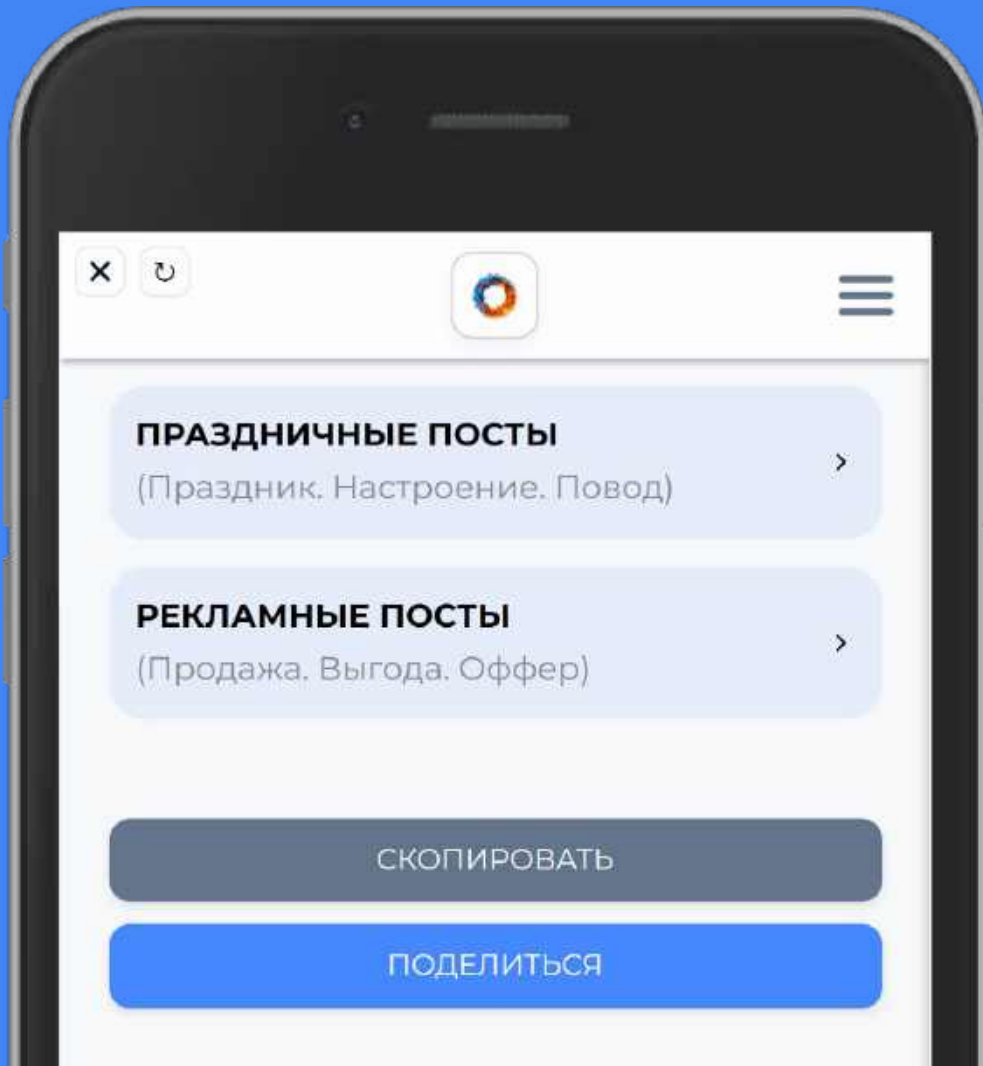 ПРАЗДНИЧНЫЕ ПОСТЫ
(Праздник. Настроение. Повод)
РЕКЛАМНЫЕ ПОСТЫ
(Продажа. Выгода. Оффер)
СКОПИРОВАТЬ
ПОДЕЛИТЬСЯ